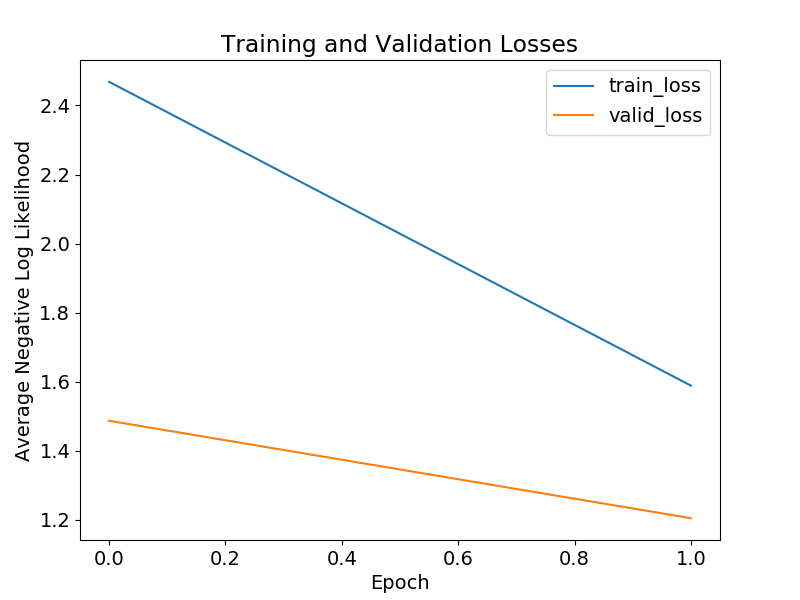 Training and Validation Losses
train_loss
valid_loss
Average Negative Log Likelihood
2.4
2.2
2.0
1.8
1.6
1.4
1.2
0.0 0.2 0.4 0.6 0.8 1.0
Epoch